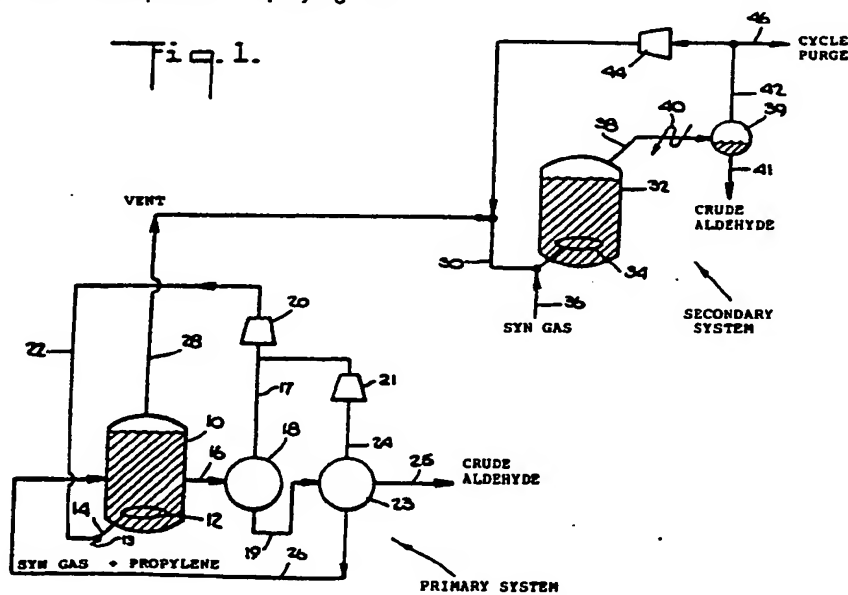 Fig.1.
46
CYCLE
PURGE
44
42
40
39
38
32
41
CRUDE
ALDEHYDE
VENT
30
34
36
SYN GAS
SECONDARY
SYSTEM
20
22
28
17
21
10
18
24
16
25
CRUDE
ALDEHYDE
14
12
23
13
19
SYN GAS + PROPYLENE
26
PRIMARY SYSTEM